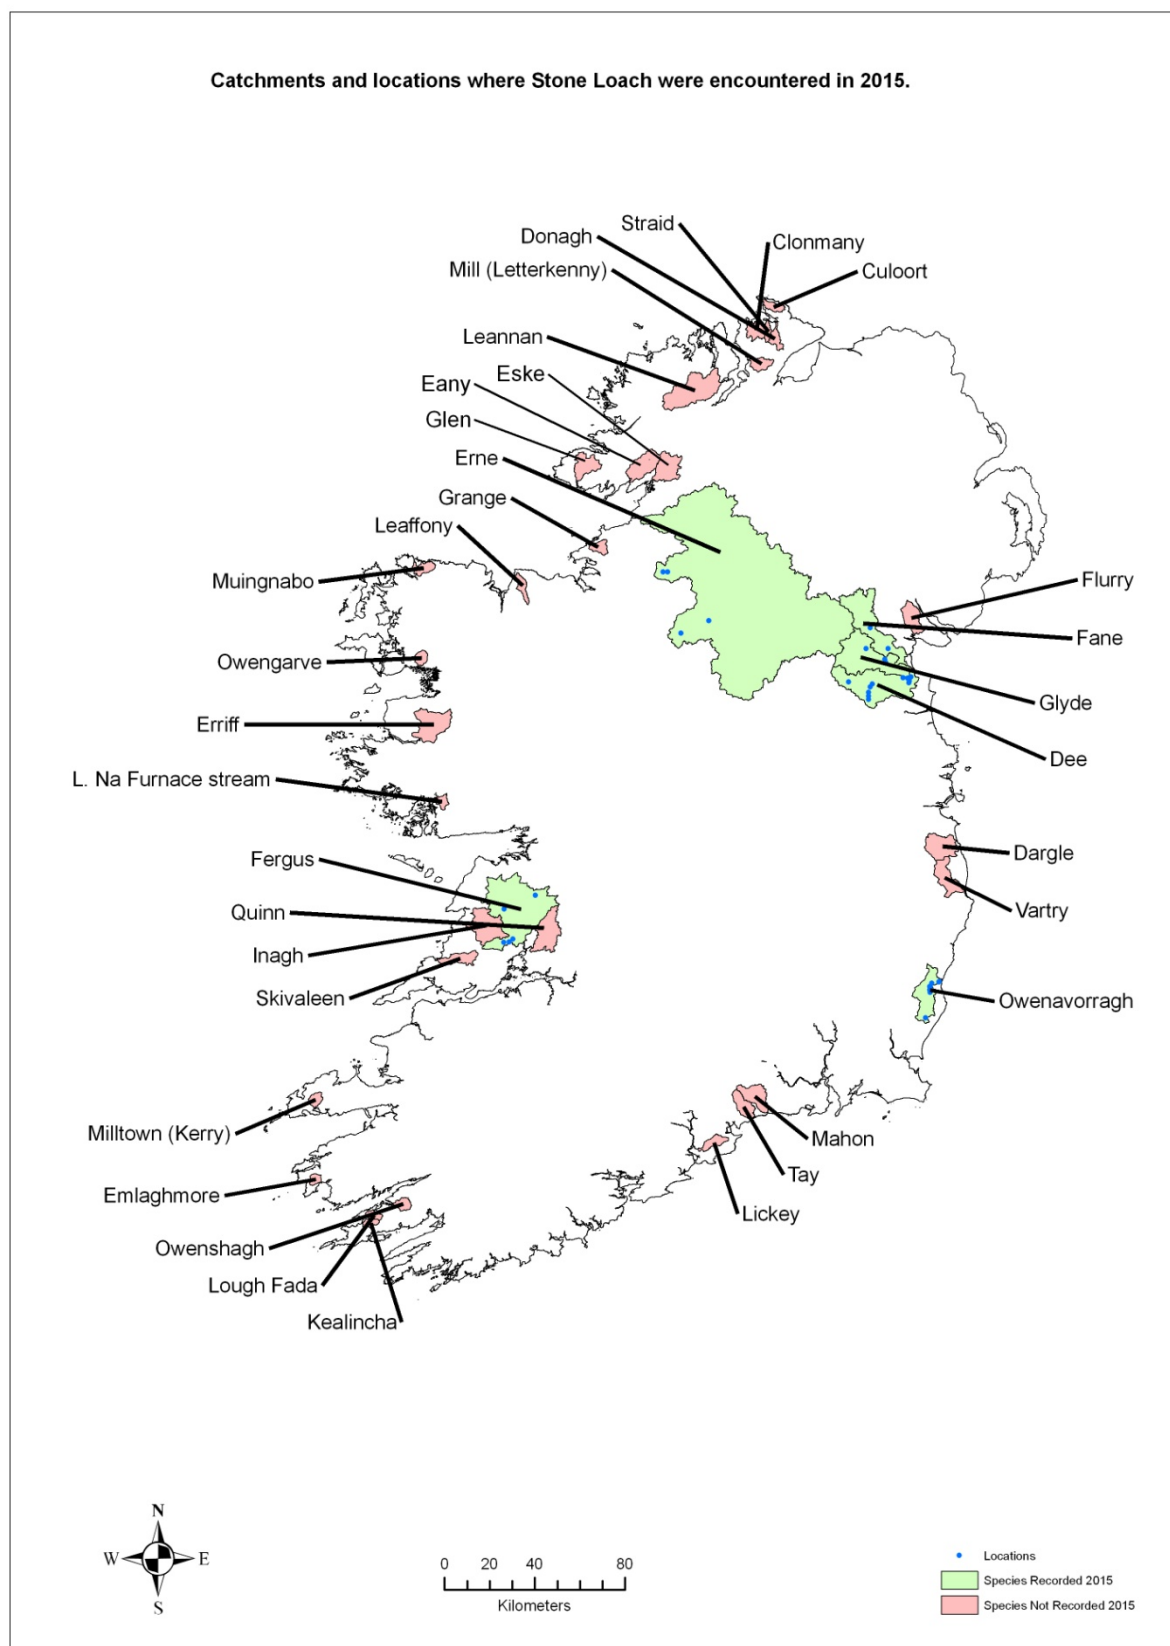 Catchments and locations where Stone Loach were encountered in 2015.
Straid
Donagh
Clonmany
Mill (Letterkenny)
Culoort
Leannan
Eske
Eany
Glen
Erne
Grange
Leaffony
Muingnabo
Flurry
Fane
Owengarve
Glyde
Erriff
Dee
L. Na Furnace stream
Dargle
Fergus
Vartry
Quinn
Inagh
Skivaleen
Owenavorragh
Milltown (Kerry)
Mahon
Tay
Emlaghmore
Lickey
Owenshagh
Lough Fada
Kealincha
N
W E
S
0 20 40 80
Kilometers
Locations
Species Recorded 2015
Species Not Recorded 2015